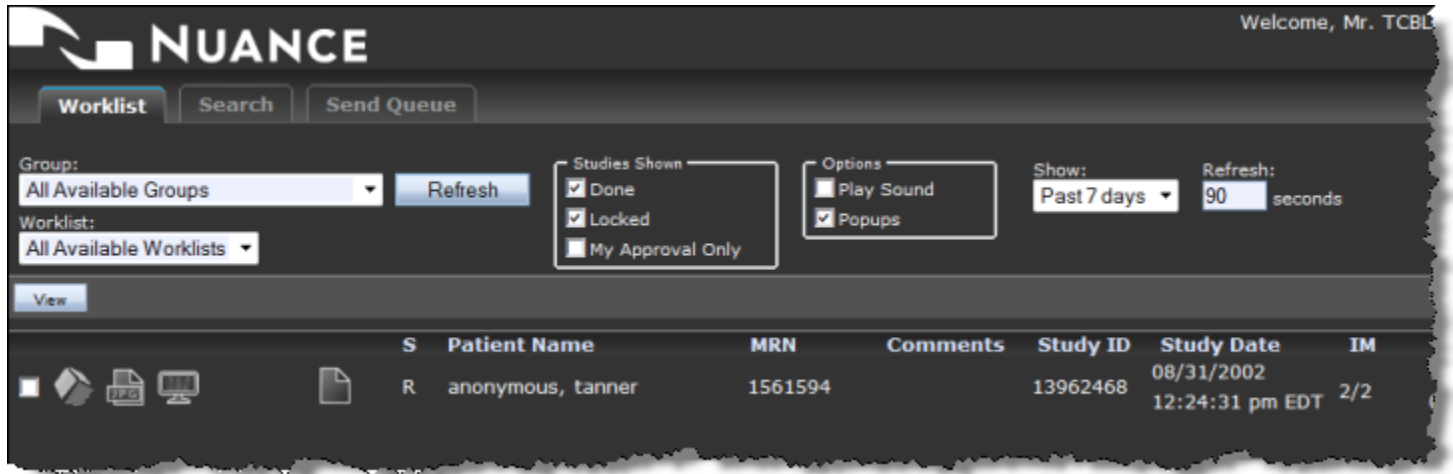 Welcome, Mr. TCBL
NUANCE
Worklist Search Send Queue
Group:
All Available Groups
Refresh
Worklist:
All Available Worklists
Studies Shown
Done
Locked
My Approval Only
Options
Play Sound
Popups
Show:
Past 7 days
Refresh:
90 seconds
View
S Patient Name MRN Comments Study ID Study Date IM
JPG R anonymous, tanner 1561594 13962468 08/31/2002 12:24:31 pm EDT 2/2